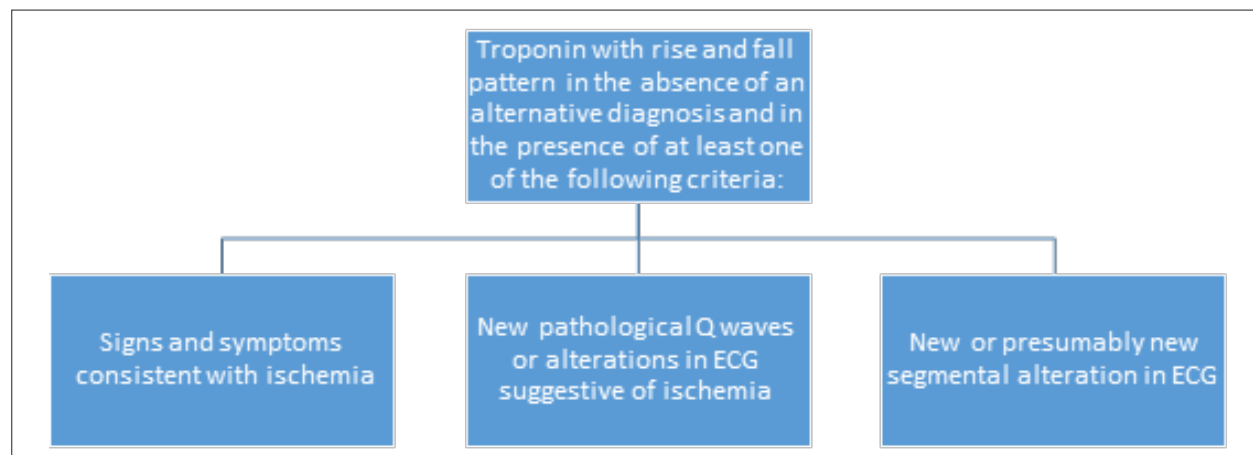 Troponin with rise and fall
pattern in the absence of an
alternative diagnosis and in
the presence of at least one
of the following criteria:
Signs and symptoms
consistent with ischemia
New pathological Q waves
or alterations in ECG
suggestive of ischemia
New or presumably new
segmental alteration in ECG